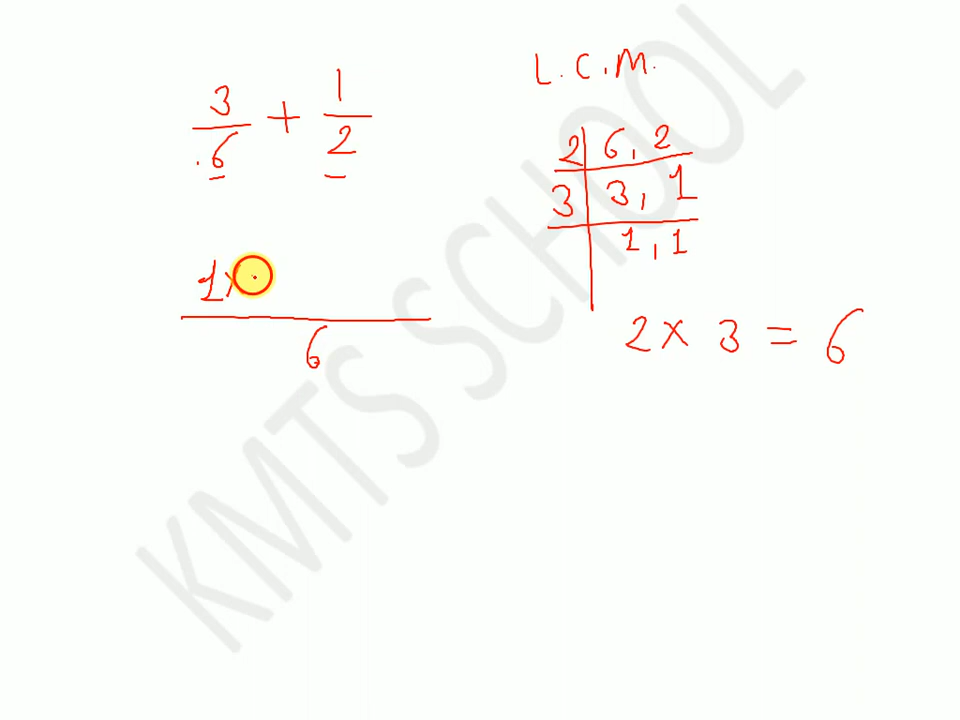 3/6 + 1/2
1×
6
L.C.M.
2 | 6, 2
3 | 3, 1
1, 1
2 × 3 = 6
KMTS SCHOOL